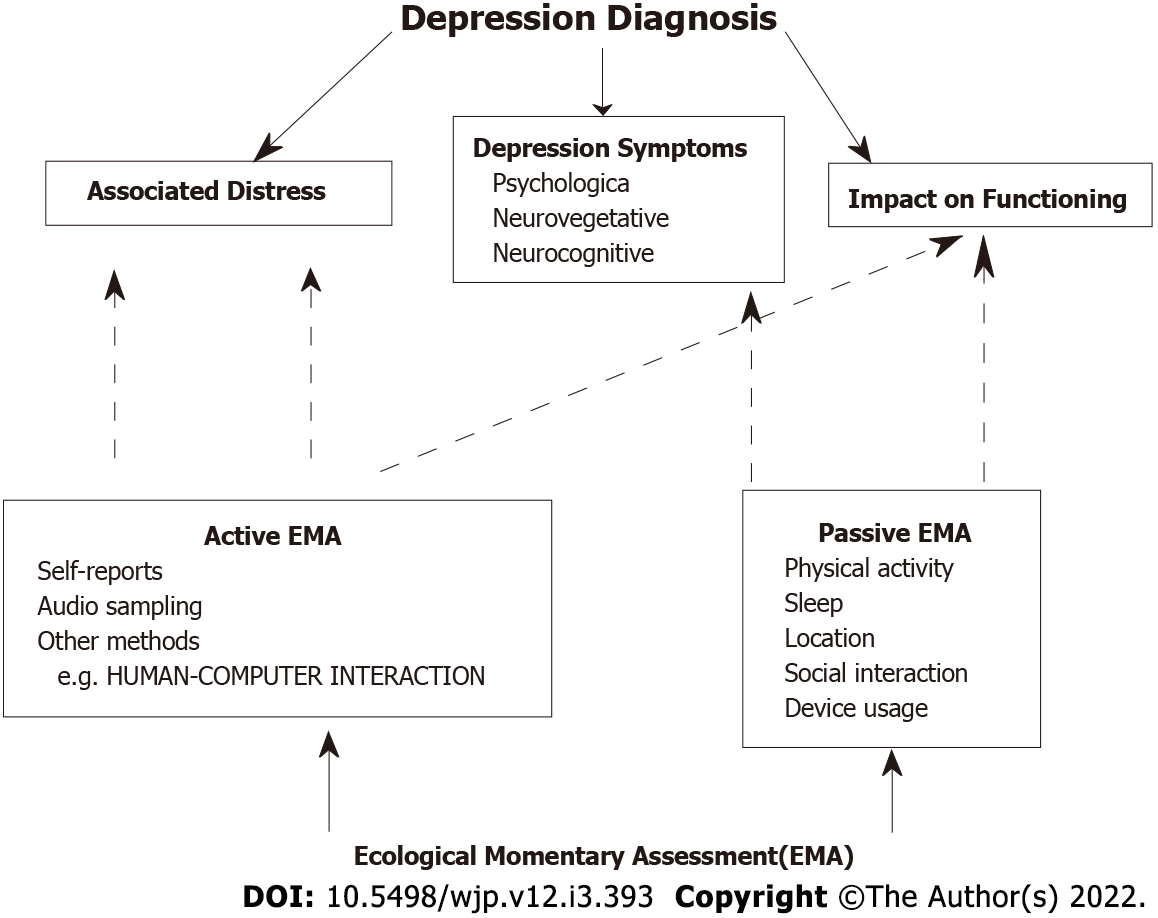 Depression Diagnosis
Associated Distress
Depression Symptoms
Psychologica
Neurovegetative
Neurocognitive
Impact on Functioning
Active EMA
Self-reports
Audio sampling
Other methods
e.g. HUMAN-COMPUTER INTERACTION
Passive EMA
Physical activity
Sleep
Location
Social interaction
Device usage
Ecological Momentary Assessment(EMA)
DOI: 10.5498/wjp.v12.i3.393 Copyright ©The Author(s) 2022.